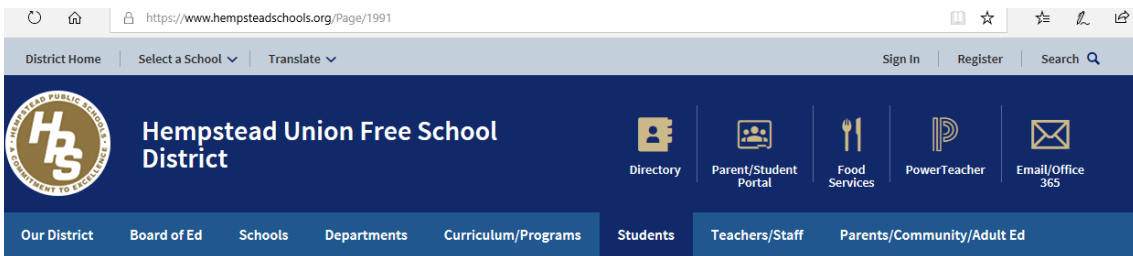 https://www.hempsteadschools.org/Page/1991
District Home Select a School Translate Sign In Register Search
HEMPSTEAD PUBLIC SCHOOLS
HPS
A COMMITMENT TO EXCELLENCE
Hempstead Union Free School
District
Directory
Parent/Student
Portal
Food
Services
PowerTeacher
Email/Office
365
Our District Board of Ed Schools Departments Curriculum/Programs Students Teachers/Staff Parents/Community/Adult Ed